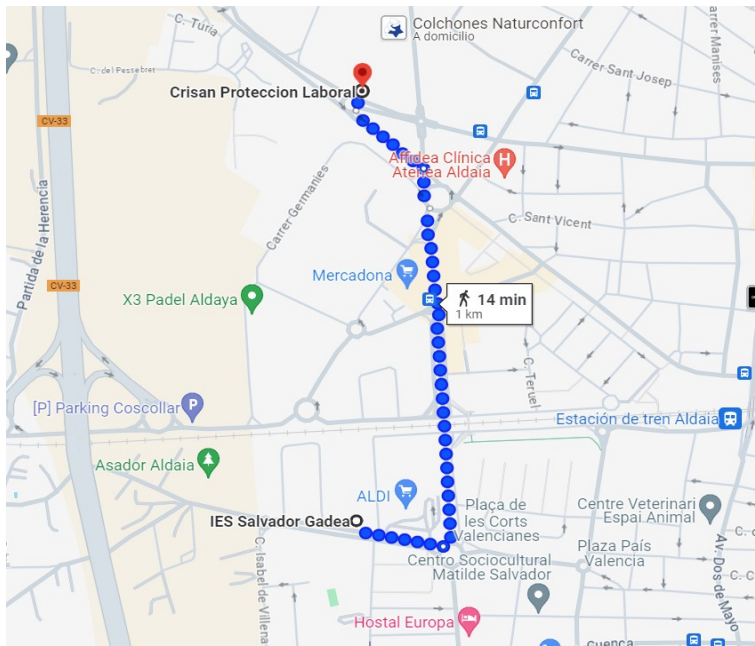 C. Turia
Colchones Naturconfort
A domicilio
Carrer Manises
C. del Pessebret
Carrer Sant Josep
Crisan Proteccion Laboral
CV-33
Affidea Clínica
Atenea Aldaia
H
Partida de la Herencia
Carrer Germanies
C. Sant Vicent
Mercadona
CV-33
X3 Padel Aldaya
14 min
1 km
C. Teruel
[P] Parking Coscollar
P
Estación de tren Aldaia
Asador Aldaia
ALDI
Plaça de
les Corts
Valencianes
Centre Veterinari
Espai Animal
IES Salvador Gadea
Plaza País
Valencia
Centro Sociocultural
Matilde Salvador
C. Isabel de Villena
Av. Dos de Mayo
Hostal Europa
Cuenca